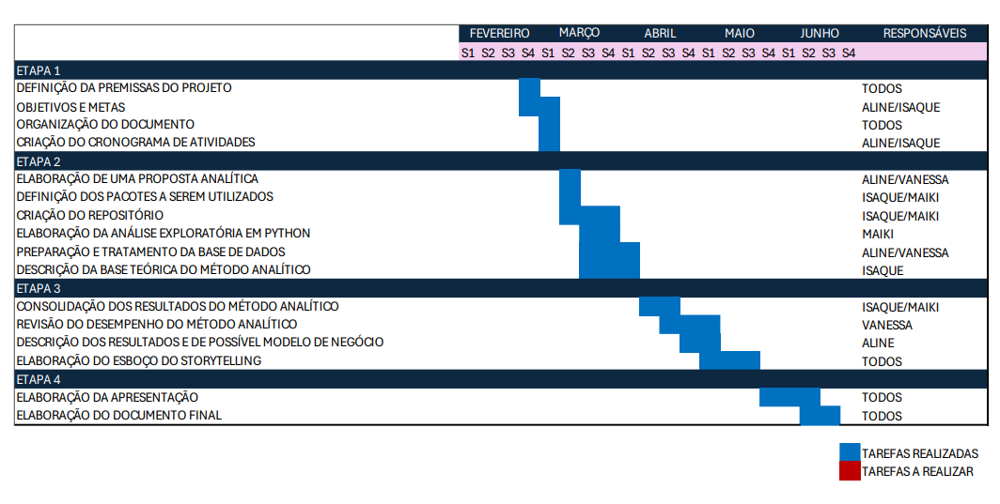 FEVEREIRO MARÇO ABRIL MAIO JUNHO RESPONSÁVEIS
S1 S2 S3 S4 S1 S2 S3 S4 S1 S2 S3 S4 S1 S2 S3 S4 S1 S2 S3 S4
ETAPA 1
DEFINIÇÃO DA PREMISSAS DO PROJETO TODOS
OBJETIVOS E METAS ALINE/ISAQUE
ORGANIZAÇÃO DO DOCUMENTO TODOS
CRIAÇÃO DO CRONOGRAMA DE ATIVIDADES ALINE/ISAQUE
ETAPA 2
ELABORAÇÃO DE UMA PROPOSTA ANALÍTICA ALINE/VANESSA
DEFINIÇÃO DOS PACOTES A SEREM UTILIZADOS ISAQUE/MAIKI
CRIAÇÃO DO REPOSITÓRIO ISAQUE/MAIKI
ELABORAÇÃO DA ANÁLISE EXPLORATÓRIA EM PYTHON MAIKI
PREPARAÇÃO E TRATAMENTO DA BASE DE DADOS ALINE/VANESSA
DESCRIÇÃO DA BASE TEÓRICA DO MÉTODO ANALÍTICO ISAQUE
ETAPA 3
CONSOLIDAÇÃO DOS RESULTADOS DO MÉTODO ANALÍTICO ISAQUE/MAIKI
REVISÃO DO DESEMPENHO DO MÉTODO ANALÍTICO VANESSA
DESCRIÇÃO DOS RESULTADOS E DE POSSÍVEL MODELO DE NEGÓCIO ALINE
ELABORAÇÃO DO ESBOÇO DO STORYTELLING TODOS
ETAPA 4
ELABORAÇÃO DA APRESENTAÇÃO TODOS
ELABORAÇÃO DO DOCUMENTO FINAL TODOS
TAREFAS REALIZADAS
TAREFAS A REALIZAR